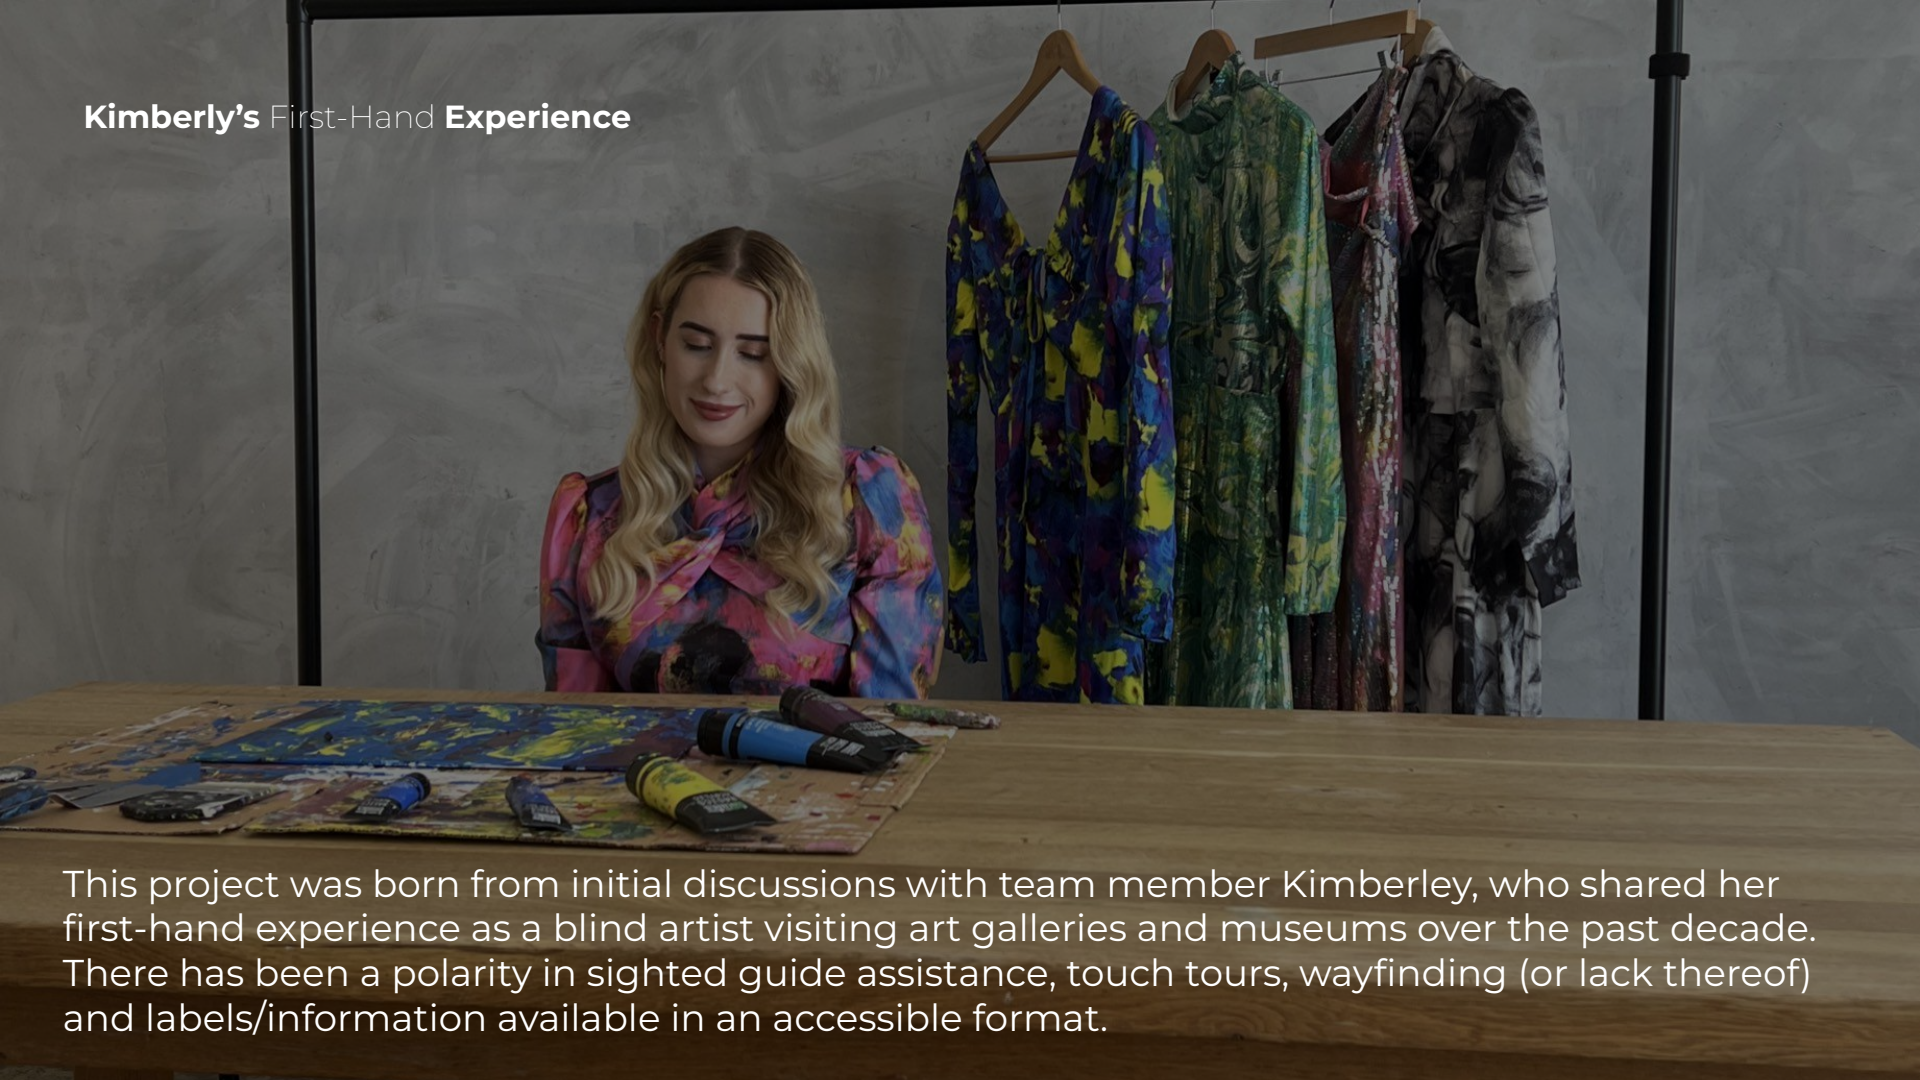 Kimberly’s First-Hand Experience
This project was born from initial discussions with team member Kimberley, who shared her
first-hand experience as a blind artist visiting art galleries and museums over the past decade.
There has been a polarity in sighted guide assistance, touch tours, wayfinding (or lack thereof)
and labels/information available in an accessible format.